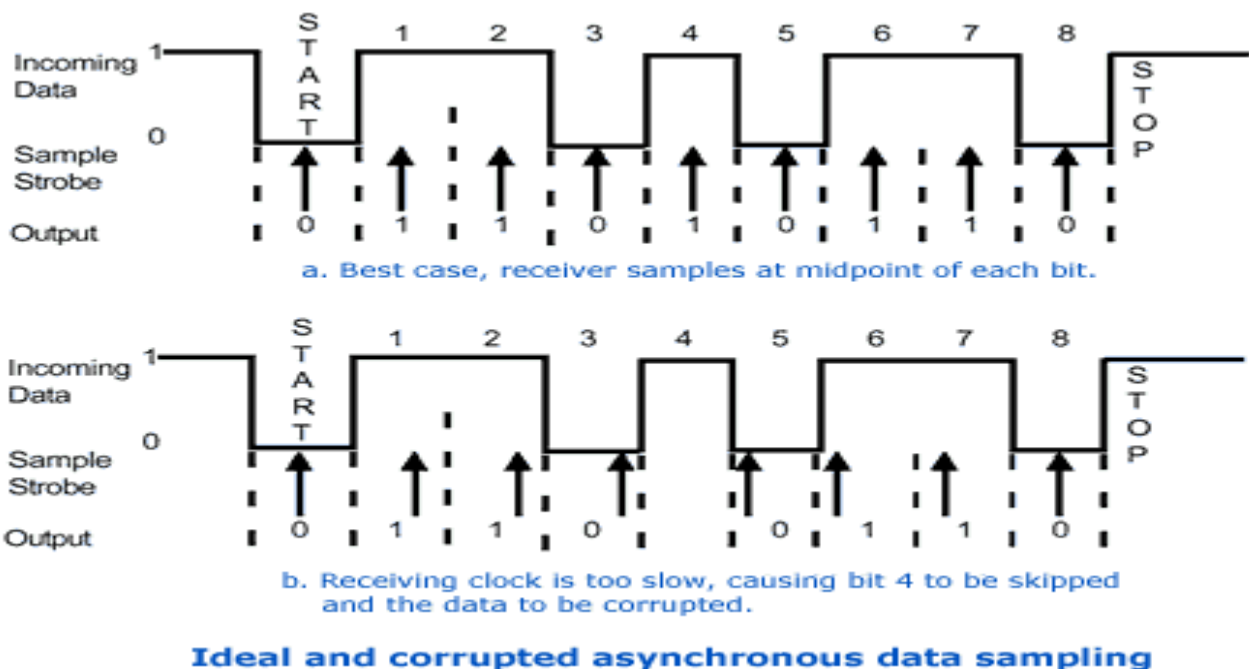 START 1 2 3 4 5 6 7 8
Incoming Data 1
STOP
0
Sample Strobe
Output 0 1 1 0 1 0 1 1 0
a. Best case, receiver samples at midpoint of each bit.
START 1 2 3 4 5 6 7 8
Incoming Data 1
STOP
0
Sample Strobe
Output 0 1 1 0 0 1 1 0
b. Receiving clock is too slow, causing bit 4 to be skipped
and the data to be corrupted.
Ideal and corrupted asynchronous data sampling